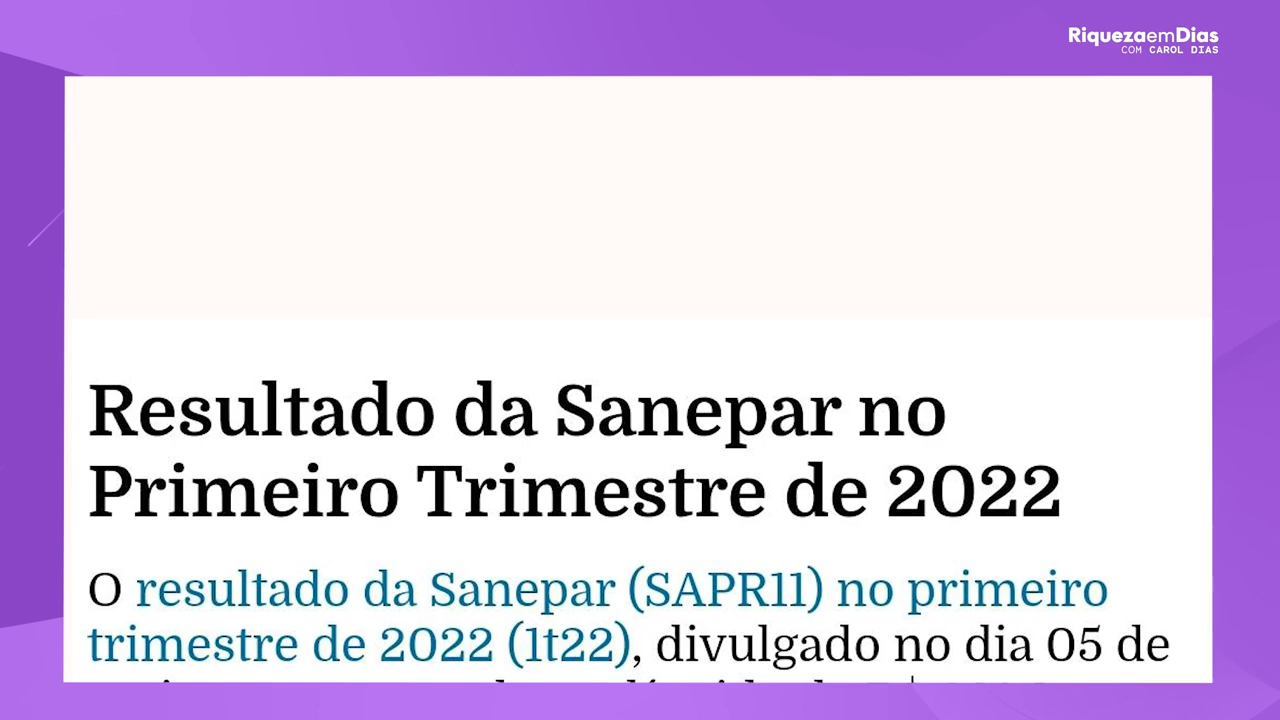 RiquezaemDias
COM CAROL DIAS
Resultado da Sanepar no
Primeiro Trimestre de 2022
O resultado da Sanepar (SAPR11) no primeiro
trimestre de 2022 (1t22), divulgado no dia 05 de